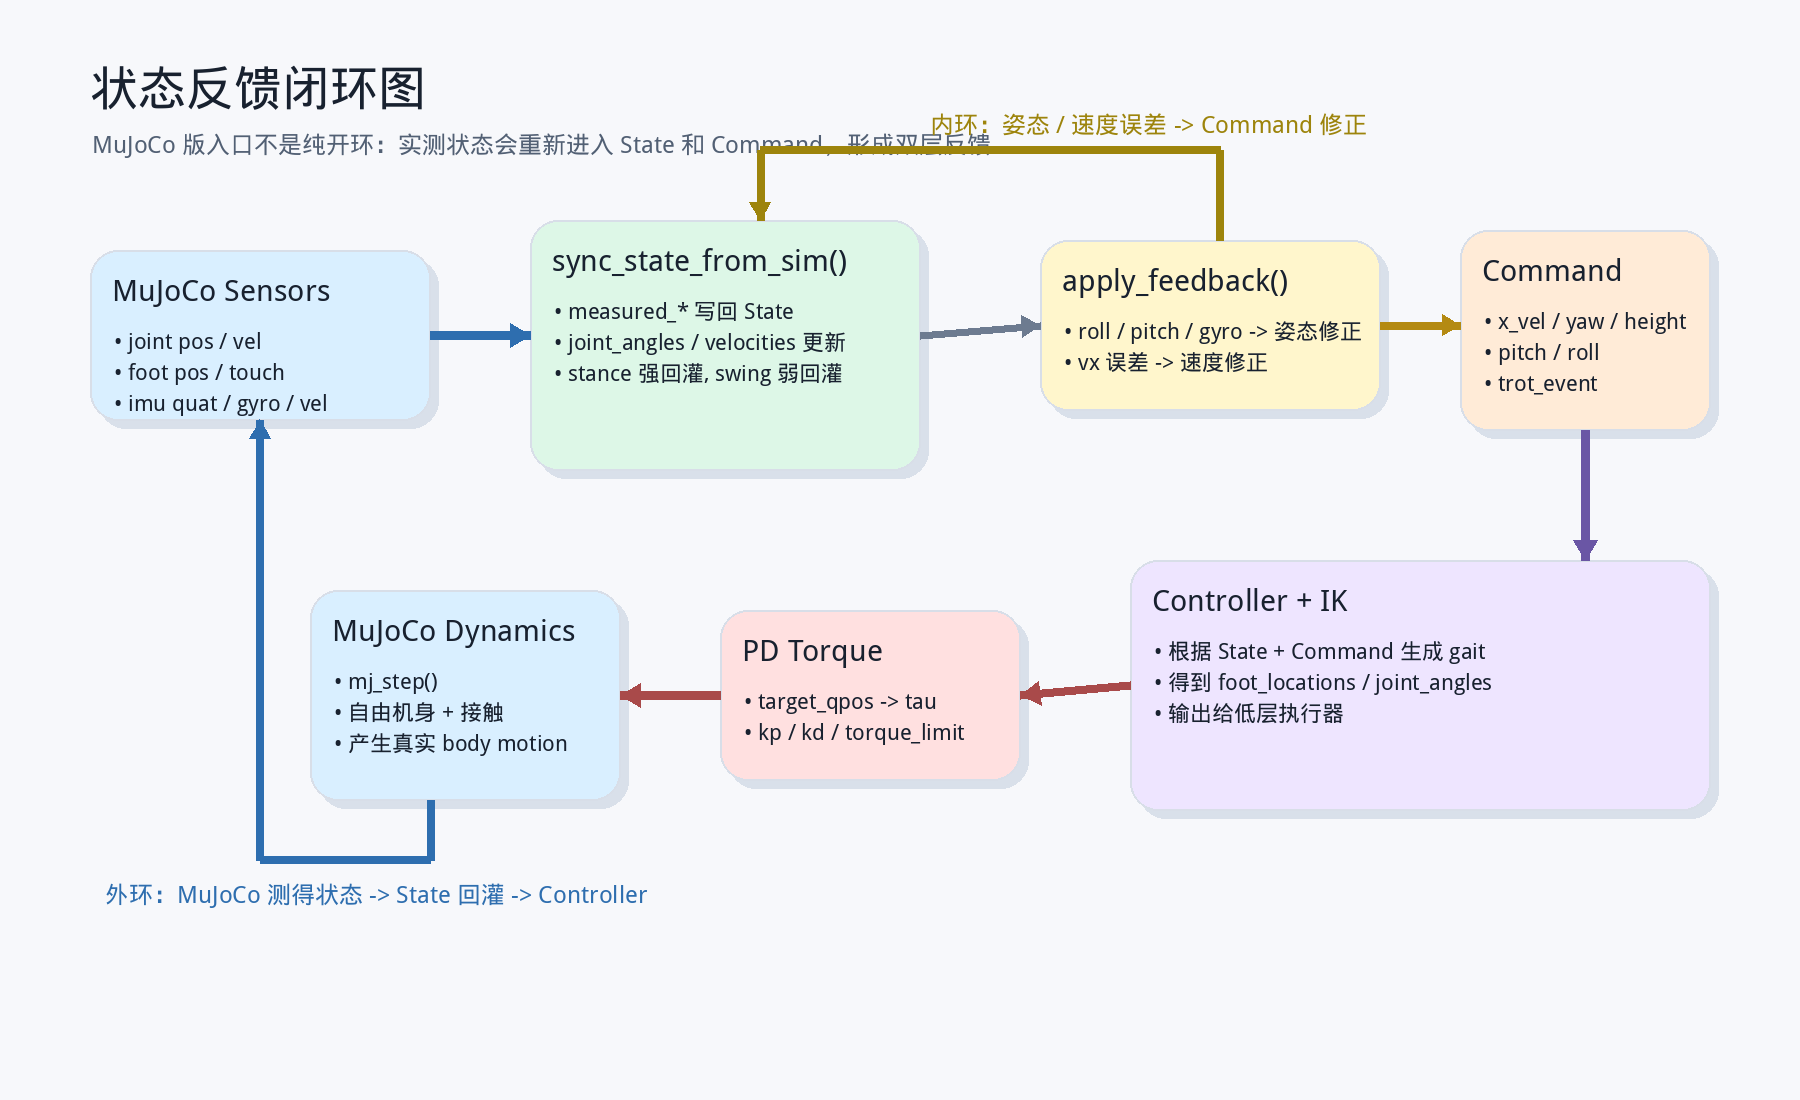 状态反馈闭环图
MuJoCo 版入口不是纯开环：实测状态会重新进入 State 和 Command，形成双层反馈
内环：姿态 / 速度误差 -> Command 修正
MuJoCo Sensors
• joint pos / vel
• foot pos / touch
• imu quat / gyro / vel
sync_state_from_sim()
• measured_* 写回 State
• joint_angles / velocities 更新
• stance 强回灌, swing 弱回灌
apply_feedback()
• roll / pitch / gyro -> 姿态修正
• vx 误差 -> 速度修正
Command
• x_vel / yaw / height
• pitch / roll
• trot_event
MuJoCo Dynamics
• mj_step()
• 自由机身 + 接触
• 产生真实 body motion
PD Torque
• target_qpos -> tau
• kp / kd / torque_limit
Controller + IK
• 根据 State + Command 生成 gait
• 得到 foot_locations / joint_angles
• 输出给低层执行器
外环：MuJoCo 测得状态 -> State 回灌 -> Controller